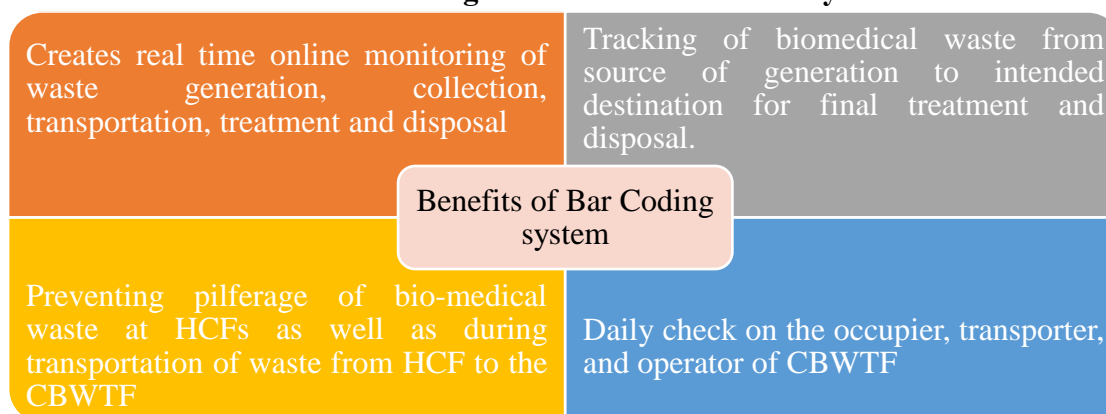 Creates real time online monitoring of
waste generation, collection,
transportation, treatment and disposal
Tracking of biomedical waste from
source of generation to intended
destination for final treatment and
disposal.
Benefits of Bar Coding
system
Preventing pilferage of bio-medical
waste at HCFs as well as during
transportation of waste from HCF to the
CBWTF
Daily check on the occupier, transporter,
and operator of CBWTF